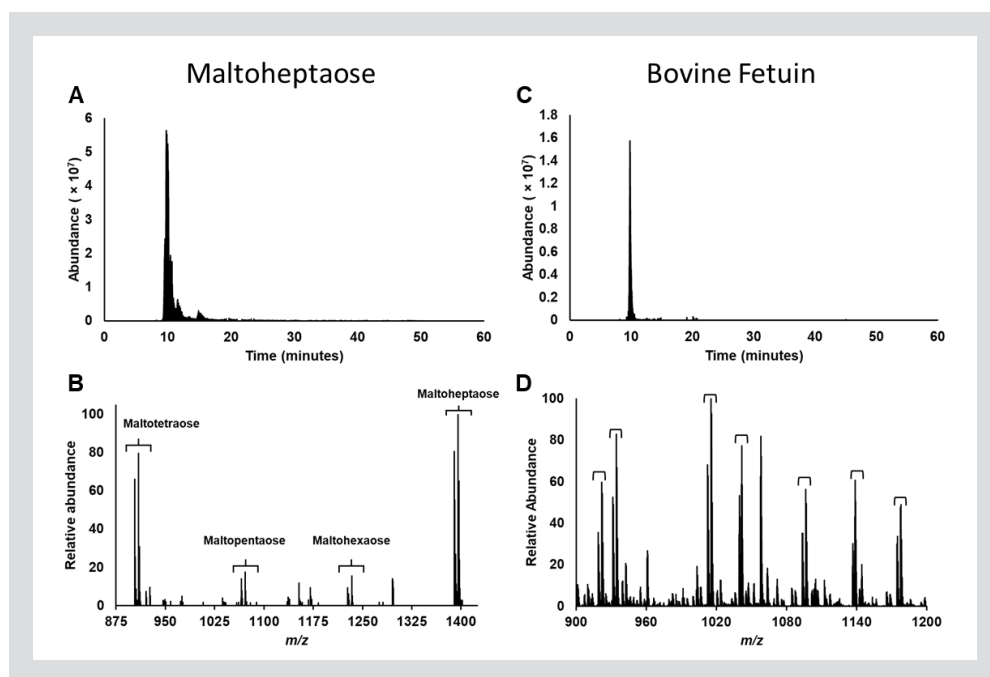 Maltoheptaose
Bovine Fetuin
A
Abundance ( × 10⁷)
6
5
4
3
2
1
0
0 10 20 30 40 50 60
Time (minutes)
C
Abundance ( × 10⁷)
1.8
1.6
1.4
1.2
1
0.8
0.6
0.4
0.2
0
0 10 20 30 40 50 60
Time (minutes)
B
Relative abundance
Maltoheptaose
Maltotetraose
Maltopentaose
Maltohexaose
100
80
60
40
20
0
875 950 1025 1100 1175 1250 1325 1400
m/z
D
Relative Abundance
100
80
60
40
20
0
900 960 1020 1080 1140 1200
m/z